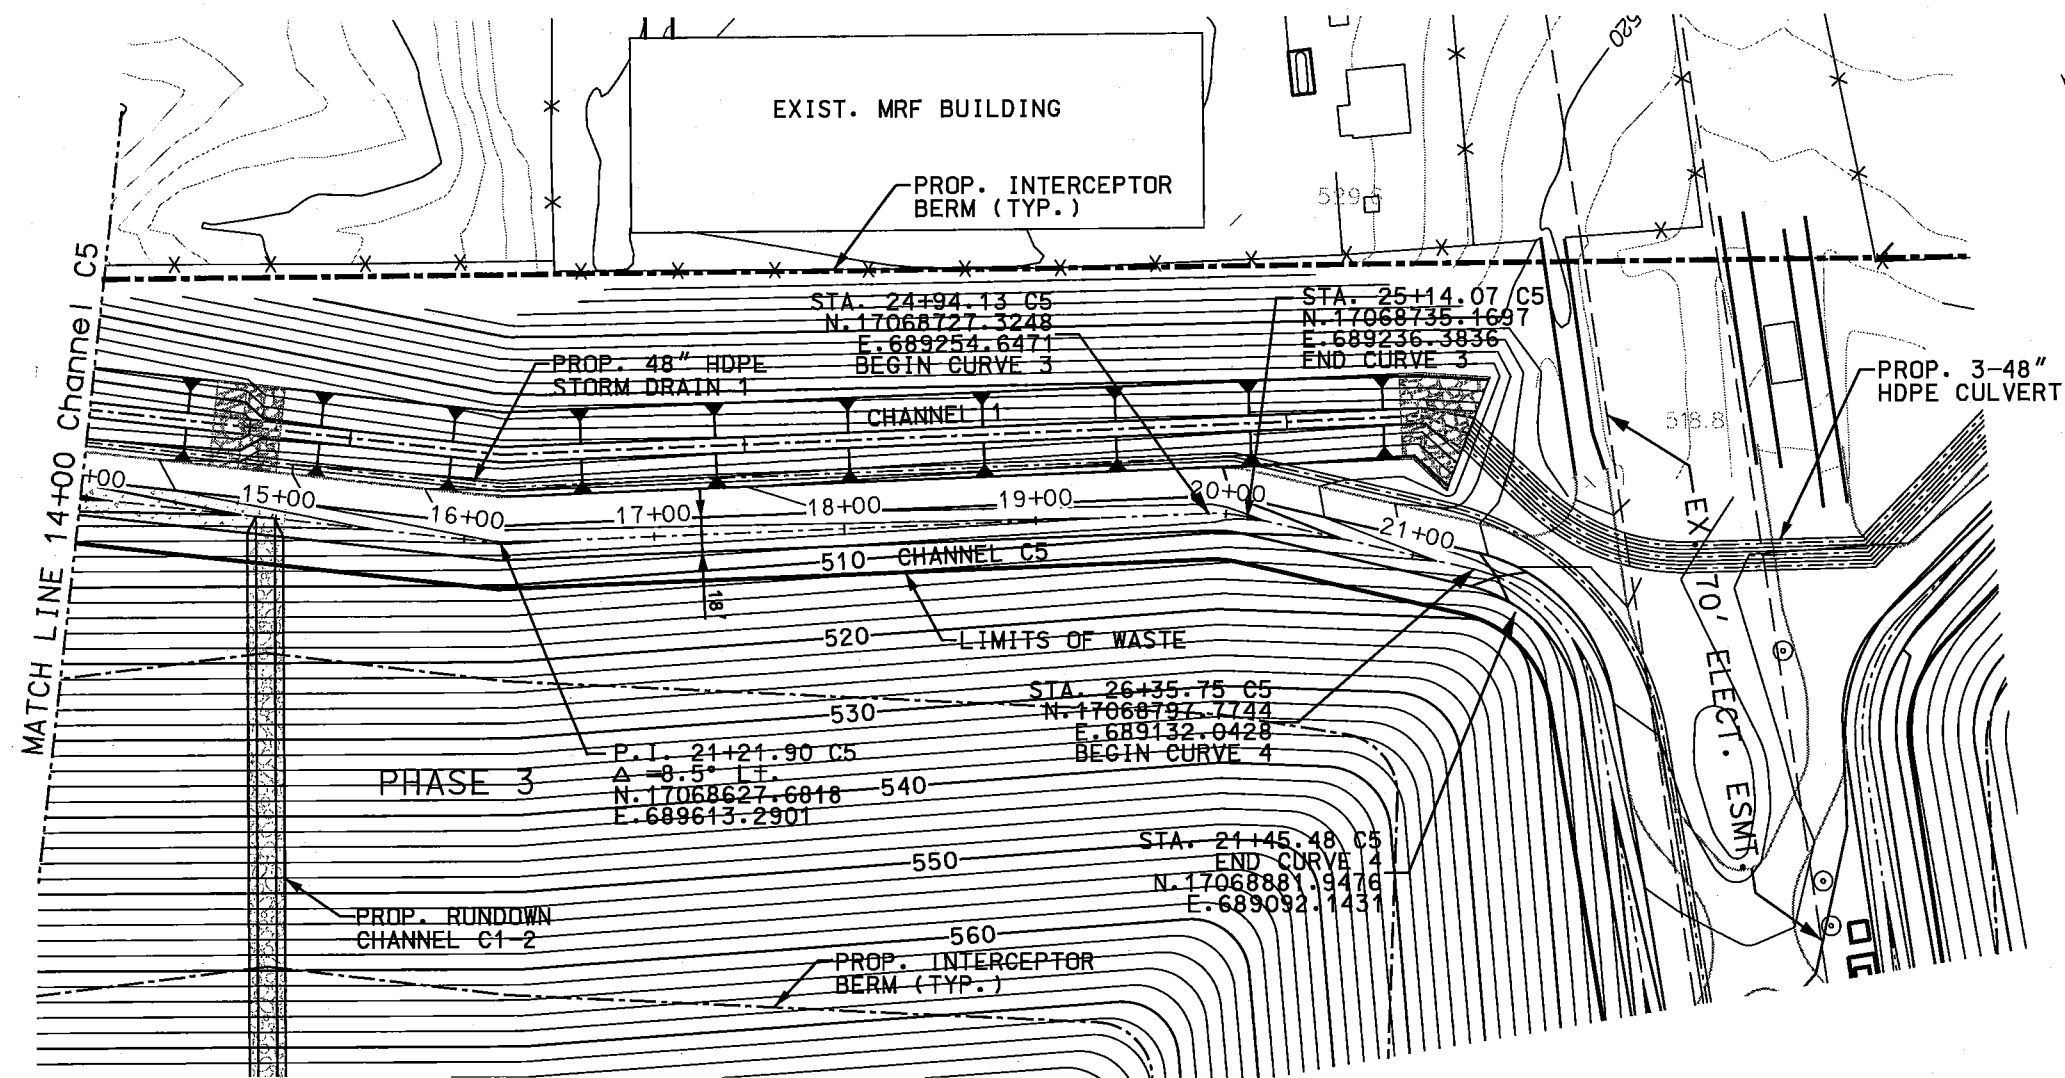 520
EXIST. MRF BUILDING
PROP. INTERCEPTOR
BERM (TYP.)
529.6
MATCH LINE 14+00 Channel C5
STA. 24+94.13 C5
N.17068727.3248
E.689254.6471
BEGIN CURVE 3
STA. 25+14.07 C5
N.17068735.1697
E.689236.3836
END CURVE 3
PROP. 48" HDPE
STORM DRAIN 1
CHANNEL 1
PROP. 3-48"
HDPE CULVERT
518.8
+00
15+00
16+00
17+00
18+00
19+00
20+00
21+00
510
CHANNEL C5
18'
EX. 70' ELECT. ESMT.
520
LIMITS OF WASTE
STA. 26+35.75 C5
N.17068797.7744
E.689132.0428
BEGIN CURVE 4
530
P.I. 21+21.90 C5
Δ =8.5° Lt.
N.17068627.6818
E.689613.2901
PHASE 3
540
STA. 21+45.48 C5
END CURVE 4
N.17068881.9476
E.689092.1431
550
PROP. RUNDOWN
CHANNEL C1-2
560
PROP. INTERCEPTOR
BERM (TYP.)